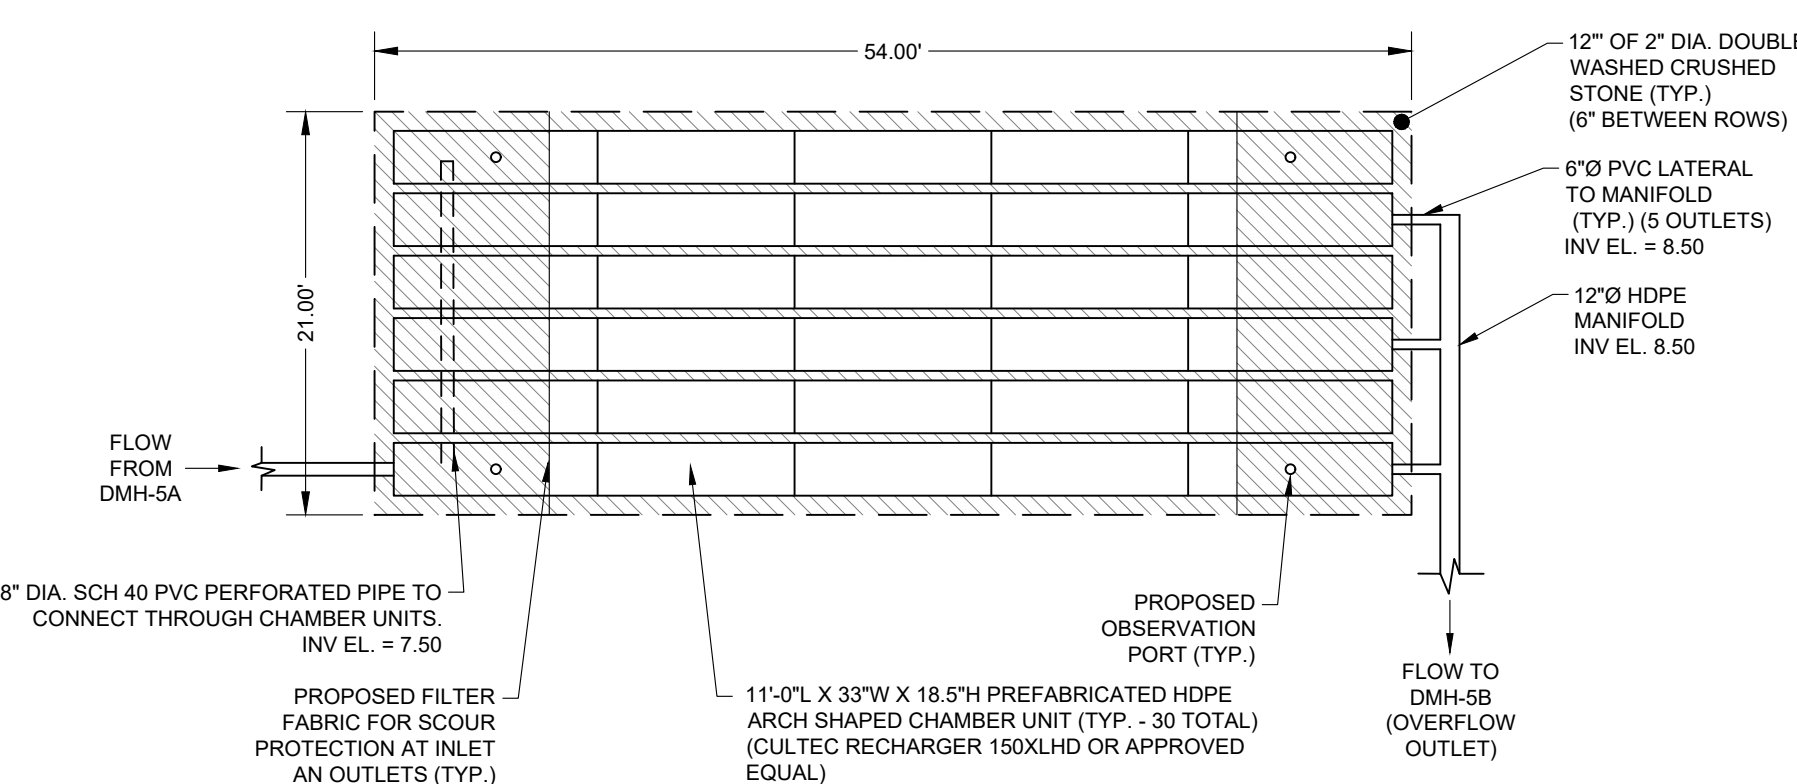 54.00'
12"' OF 2" DIA. DOUBLE
WASHED CRUSHED
STONE (TYP.)
(6" BETWEEN ROWS)
6"Ø PVC LATERAL
TO MANIFOLD
(TYP.) (5 OUTLETS)
INV EL. = 8.50
12"Ø HDPE
MANIFOLD
INV EL. 8.50
21.00'
FLOW
FROM
DMH-5A
8" DIA. SCH 40 PVC PERFORATED PIPE TO
CONNECT THROUGH CHAMBER UNITS.
INV EL. = 7.50
PROPOSED FILTER
FABRIC FOR SCOUR
PROTECTION AT INLET
AN OUTLETS (TYP.)
11'-0"L X 33"W X 18.5"H PREFABRICATED HDPE
ARCH SHAPED CHAMBER UNIT (TYP. - 30 TOTAL)
(CULTEC RECHARGER 150XLHD OR APPROVED
EQUAL)
PROPOSED
OBSERVATION
PORT (TYP.)
FLOW TO
DMH-5B
(OVERFLOW
OUTLET)